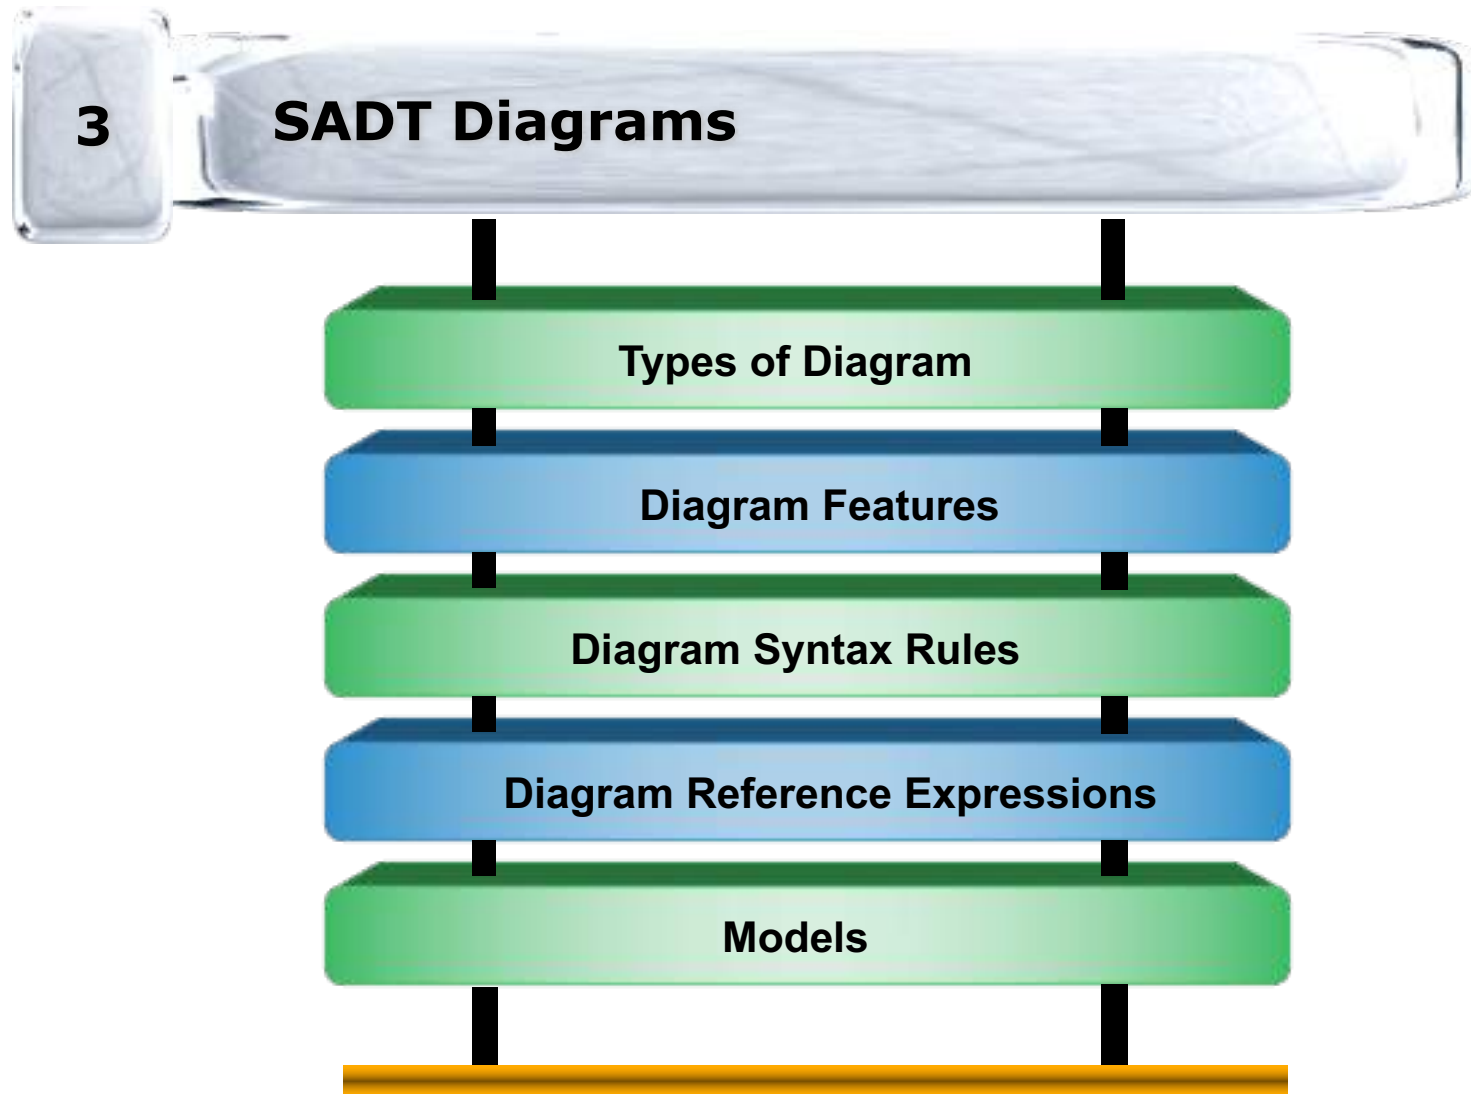 3
SADT Diagrams
Types of Diagram
Diagram Features
Diagram Syntax Rules
Diagram Reference Expressions
Models